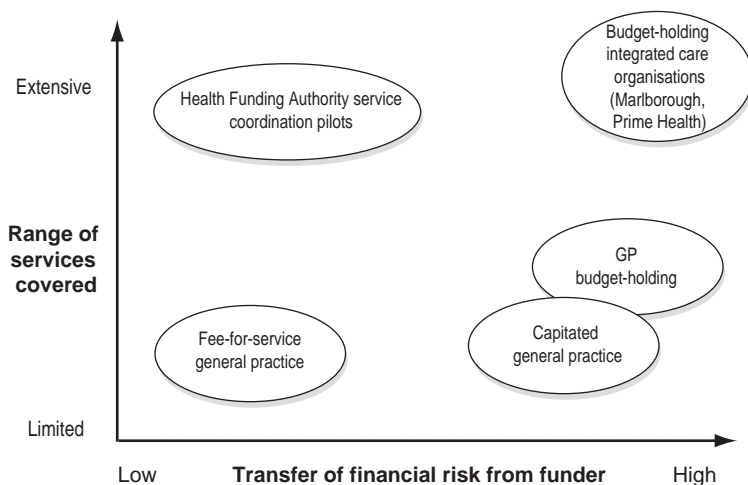 Budget-holding
integrated care
organisations
(Marlborough,
Prime Health)
Extensive
Health Funding Authority service
coordination pilots
Range of
services
covered
GP
budget-holding
Fee-for-service
general practice
Capitated
general practice
Limited
Low
Transfer of financial risk from funder
High